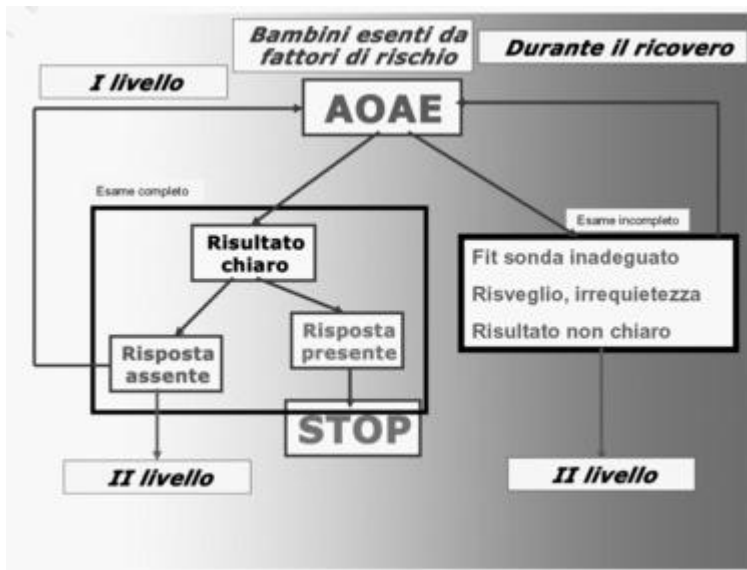 Bambini esenti da
fattori di rischio
Durante il ricovero
I livello
AOAE
Esame completo
Esame incompleto
Risultato
chiaro
Fit sonda inadeguato
Risveglio, irrequietezza
Risultato non chiaro
Risposta
assente
Risposta
presente
STOP
II livello
II livello